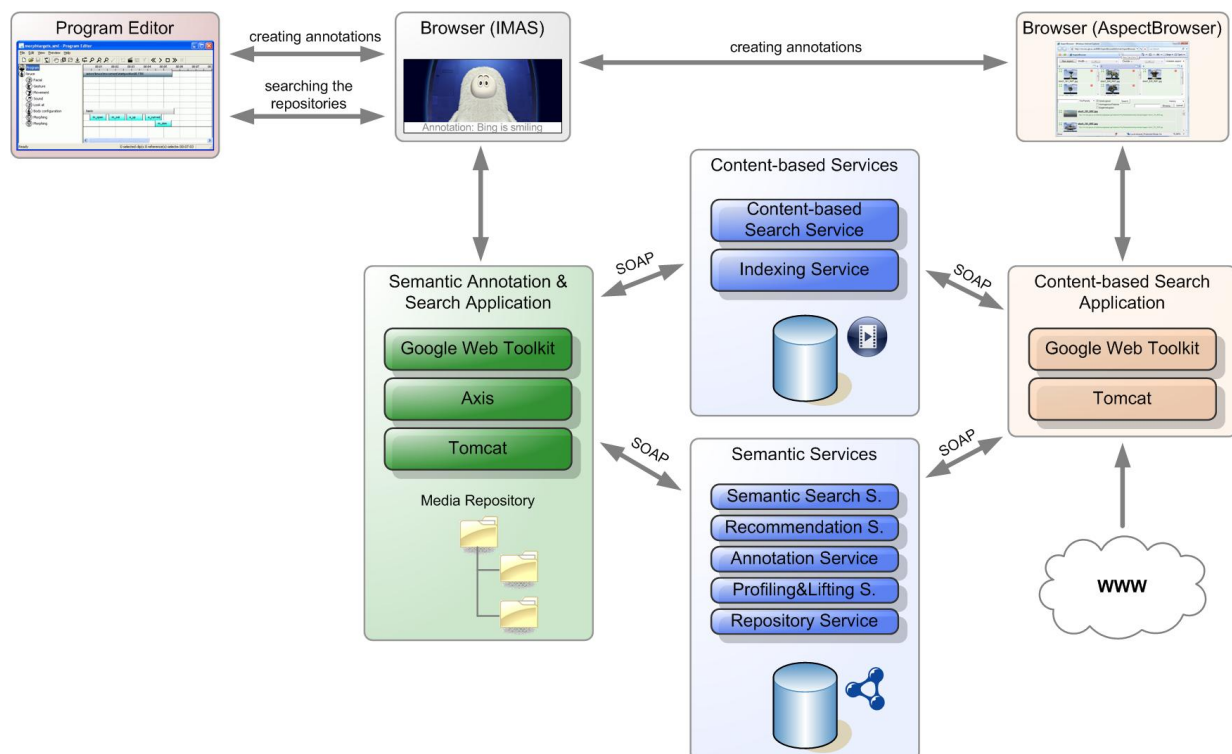 Program Editor
creating annotations
searching the
repositories
Browser (IMAS)
Annotation: Bing is smiling
creating annotations
Browser (AspectBrowser)
Content-based Services
Content-based
Search Service
Indexing Service
SOAP
SOAP
Semantic Annotation &
Search Application
Google Web Toolkit
Axis
Tomcat
Media Repository
Content-based Search
Application
Google Web Toolkit
Tomcat
SOAP
SOAP
Semantic Services
Semantic Search S.
Recommendation S.
Annotation Service
Profiling&Lifting S.
Repository Service
WWW